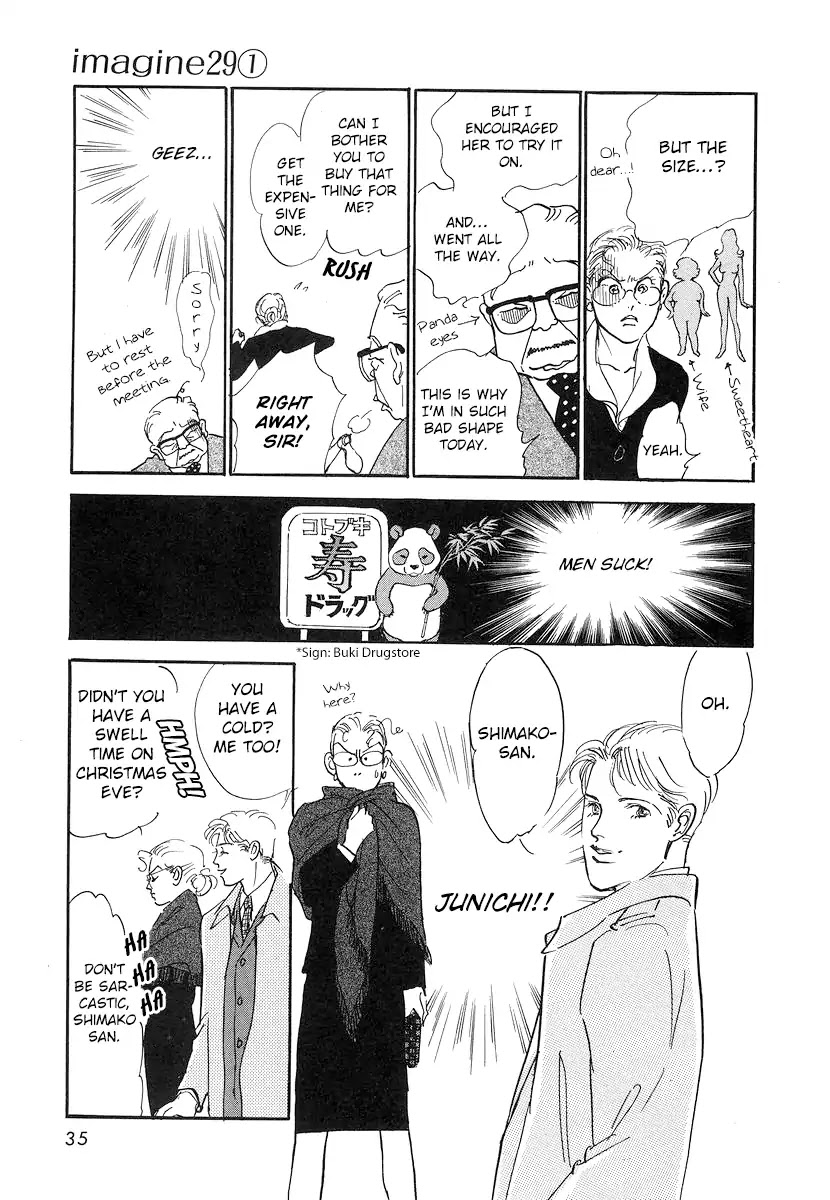 imagine29①
BUT THE
SIZE...?
Oh
dear...!
Wife
Sweetheart
YEAH.
BUT I
ENCOURAGED
HER TO TRY IT
ON.
AND...
WENT ALL
THE WAY.
Panda
eyes
THIS IS WHY
I'M IN SUCH
BAD SHAPE
TODAY.
CAN I
BOTHER
YOU TO
BUY THAT
THING FOR
ME?
GET
THE
EXPEN-
SIVE
ONE.
RUSH
RIGHT
AWAY,
SIR!
GEEZ...
Sorry
But I have
to rest
before the
meeting.
MEN SUCK!
コトブキ
寿
ドラッグ
*Sign: Buki Drugstore
OH.
SHIMAKO-
SAN.
JUNICHI!!
Why
here?
YOU
HAVE A
COLD?
ME TOO!
HMPH!
DIDN'T YOU
HAVE A
SWELL
TIME ON
CHRISTMAS
EVE?
HA
HA
HA
DON'T
BE SAR-
CASTIC,
SHIMAKO
SAN.
35